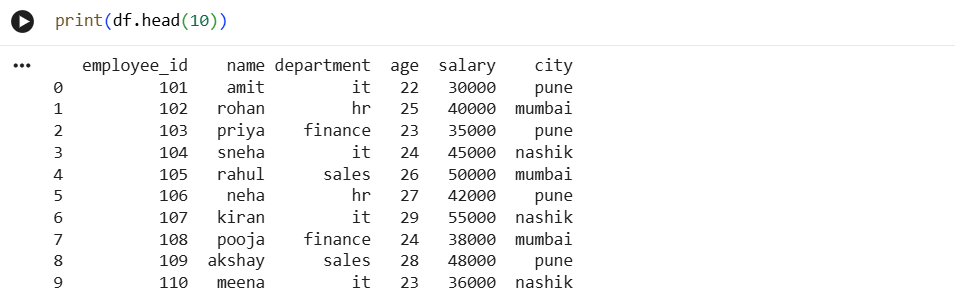 print(df.head(10))
employee_id name department age salary city
0 101 amit it 22 30000 pune
1 102 rohan hr 25 40000 mumbai
2 103 priya finance 23 35000 pune
3 104 sneha it 24 45000 nashik
4 105 rahul sales 26 50000 mumbai
5 106 neha hr 27 42000 pune
6 107 kiran it 29 55000 nashik
7 108 pooja finance 24 38000 mumbai
8 109 akshay sales 28 48000 pune
9 110 meena it 23 36000 nashik